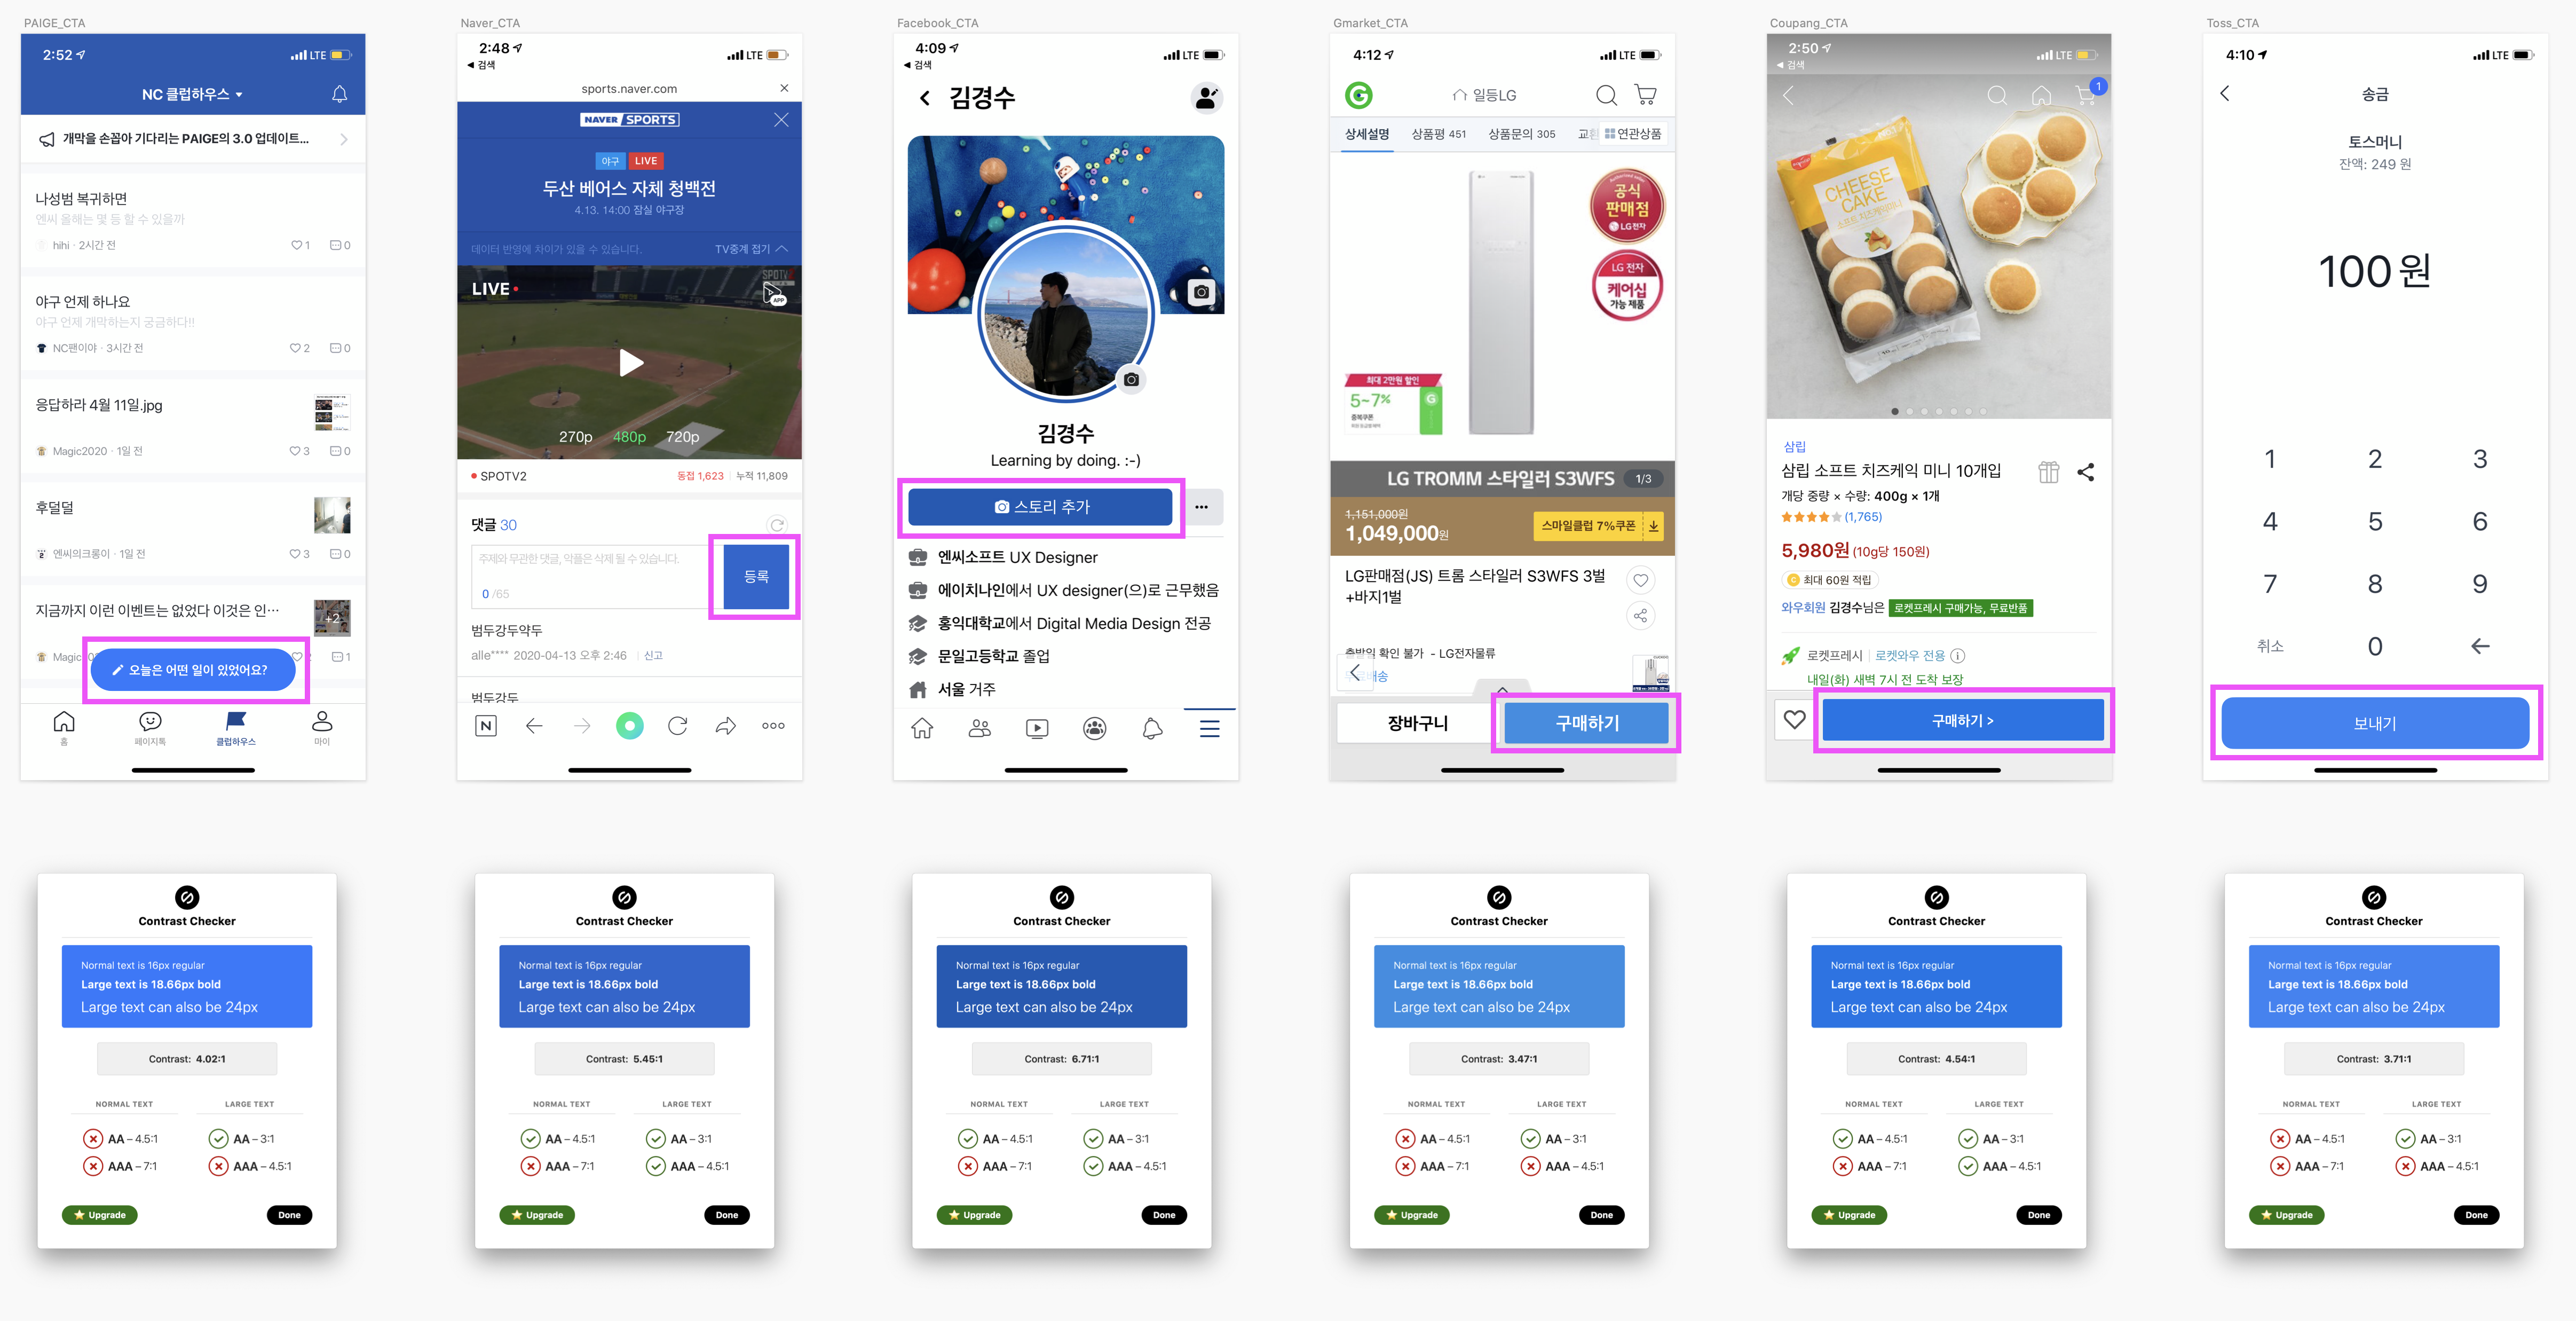 PAIGE_CTA
2:52
LTE
NC 클럽하우스
개막을 손꼽아 기다리는 PAIGE의 3.0 업데이트...
나성범 복귀하면
엔씨 올해는 몇 등 할 수 있을까
hihi · 2시간 전
1
0
야구 언제 하나요
야구 언제 개막하는지 궁금하다!!
NC팬이야 · 3시간 전
2
0
응답하라 4월 11일.jpg
Magic2020 · 1일 전
3
0
후덜덜
엔씨의크롱이 · 1일 전
3
0
지금까지 이런 이벤트는 없었다 이것은 인···
+2
1
오늘은 어떤 일이 있었어요?
홈
페이지톡
클럽하우스
마이
Naver_CTA
2:48
LTE
◀ 검색
sports.naver.com
NAVER SPORTS
야구
LIVE
두산 베어스 자체 청백전
4.13. 14:00 잠실 야구장
데이터 반영에 차이가 있을 수 있습니다.
TV중계 접기
LIVE
APP
270p
480p
720p
SPOTV2
동접 1,623
누적 11,809
댓글 30
주제와 무관한 댓글, 악플은 삭제 될 수 있습니다.
0 /65
등록
범두강두약두
alle**** 2020-04-13 오후 2:46
신고
범두강두
N
Facebook_CTA
4:09
LTE
◀ 검색
김경수
김경수
Learning by doing. :-)
스토리 추가
엔씨소프트 UX Designer
에이치나인에서 UX designer(으)로 근무했음
홍익대학교에서 Digital Media Design 전공
문일고등학교 졸업
서울 거주
Gmarket_CTA
4:12
LTE
G
일등LG
상세설명
상품평 451
상품문의 305
연관상품
공식
판매점
LG전자
LG 전자
케어십
가능 제품
최대 2만원 할인
5~7%
중복쿠폰
G
LG TROMM 스타일러 S3WFS
1/3
1,151,000원
1,049,000원
스마일클럽 7%쿠폰
LG판매점(JS) 트롬 스타일러 S3WFS 3벌
+바지1벌
출발일 확인 불가 - LG전자물류
장바구니
구매하기
Coupang_CTA
2:50
LTE
◀ 검색
1
CHEESE
CAKE
삼립
삼립 소프트 치즈케익 미니 10개입
개당 중량 × 수량: 400g × 1개
(1,765)
5,980원 (10g당 150원)
최대 60원 적립
와우회원 김경수님은
로켓프레시 구매가능, 무료반품
로켓프레시
로켓와우 전용
내일(화) 새벽 7시 전 도착 보장
구매하기 >
Toss_CTA
4:10
LTE
송금
토스머니
잔액: 249 원
100 원
1 2 3
4 5 6
7 8 9
취소 0 ←
보내기
Contrast Checker
Normal text is 16px regular
Large text is 18.66px bold
Large text can also be 24px
Contrast: 4.02:1
NORMAL TEXT
LARGE TEXT
AA – 4.5:1
AA – 3:1
AAA – 7:1
AAA – 4.5:1
Upgrade
Done
Contrast Checker
Normal text is 16px regular
Large text is 18.66px bold
Large text can also be 24px
Contrast: 5.45:1
NORMAL TEXT
LARGE TEXT
AA – 4.5:1
AA – 3:1
AAA – 7:1
AAA – 4.5:1
Upgrade
Done
Contrast Checker
Normal text is 16px regular
Large text is 18.66px bold
Large text can also be 24px
Contrast: 6.71:1
NORMAL TEXT
LARGE TEXT
AA – 4.5:1
AA – 3:1
AAA – 7:1
AAA – 4.5:1
Upgrade
Done
Contrast Checker
Normal text is 16px regular
Large text is 18.66px bold
Large text can also be 24px
Contrast: 3.47:1
NORMAL TEXT
LARGE TEXT
AA – 4.5:1
AA – 3:1
AAA – 7:1
AAA – 4.5:1
Upgrade
Done
Contrast Checker
Normal text is 16px regular
Large text is 18.66px bold
Large text can also be 24px
Contrast: 4.54:1
NORMAL TEXT
LARGE TEXT
AA – 4.5:1
AA – 3:1
AAA – 7:1
AAA – 4.5:1
Upgrade
Done
Contrast Checker
Normal text is 16px regular
Large text is 18.66px bold
Large text can also be 24px
Contrast: 3.71:1
NORMAL TEXT
LARGE TEXT
AA – 4.5:1
AA – 3:1
AAA – 7:1
AAA – 4.5:1
Upgrade
Done